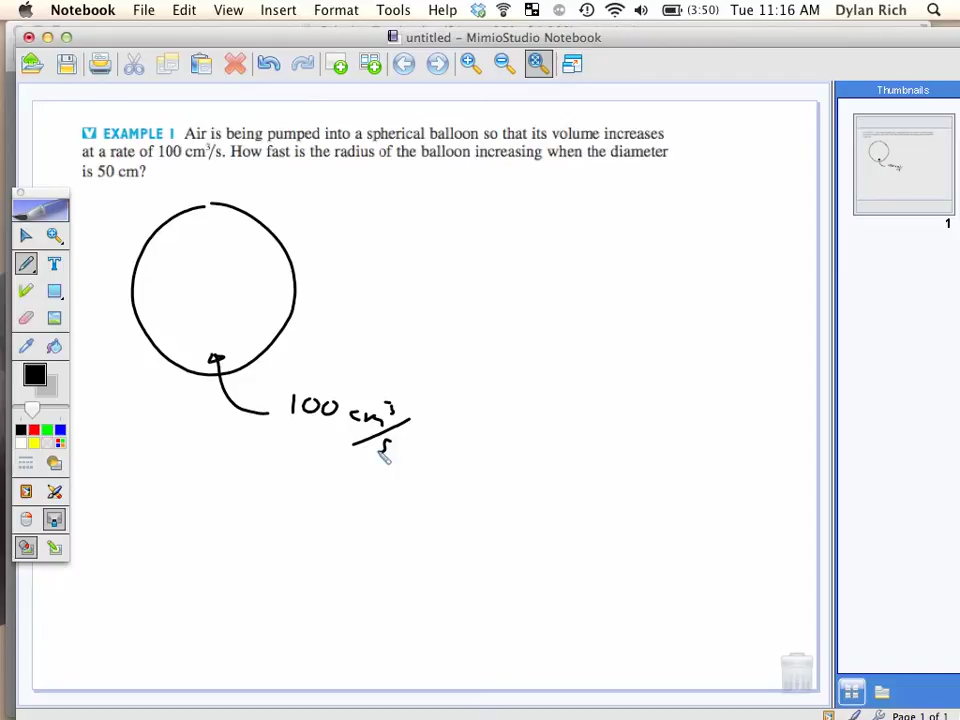 Notebook File Edit View Insert Format Tools Help (3:50) Tue 11:16 AM Dylan Rich
untitled – MimioStudio Notebook
Thumbnails
EXAMPLE 1 Air is being pumped into a spherical balloon so that its volume increases
at a rate of 100 cm³/s. How fast is the radius of the balloon increasing when the diameter
is 50 cm?
T
100 cm³
s
1
Page 1 of 1